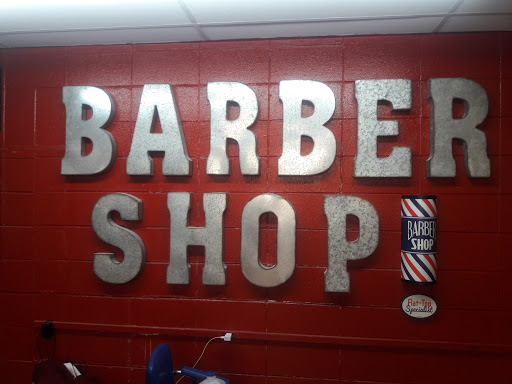 BARBER
SHOP
BARBER
SHOP
Flat-Top
Specialist